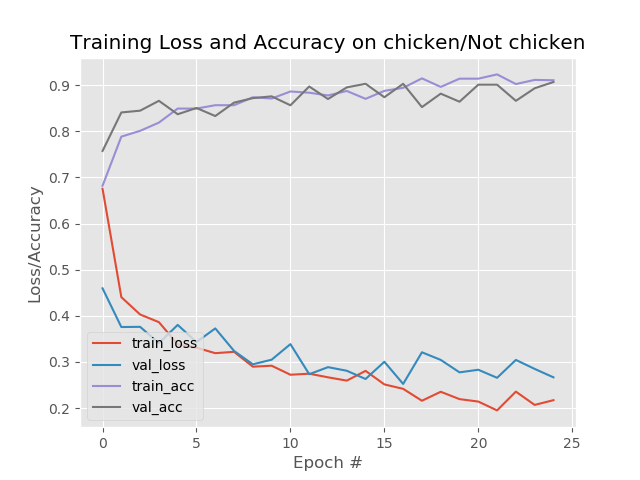 Training Loss and Accuracy on chicken/Not chicken
Loss/Accuracy
0.9
0.8
0.7
0.6
0.5
0.4
0.3
0.2
train_loss
val_loss
train_acc
val_acc
0 5 10 15 20 25
Epoch #